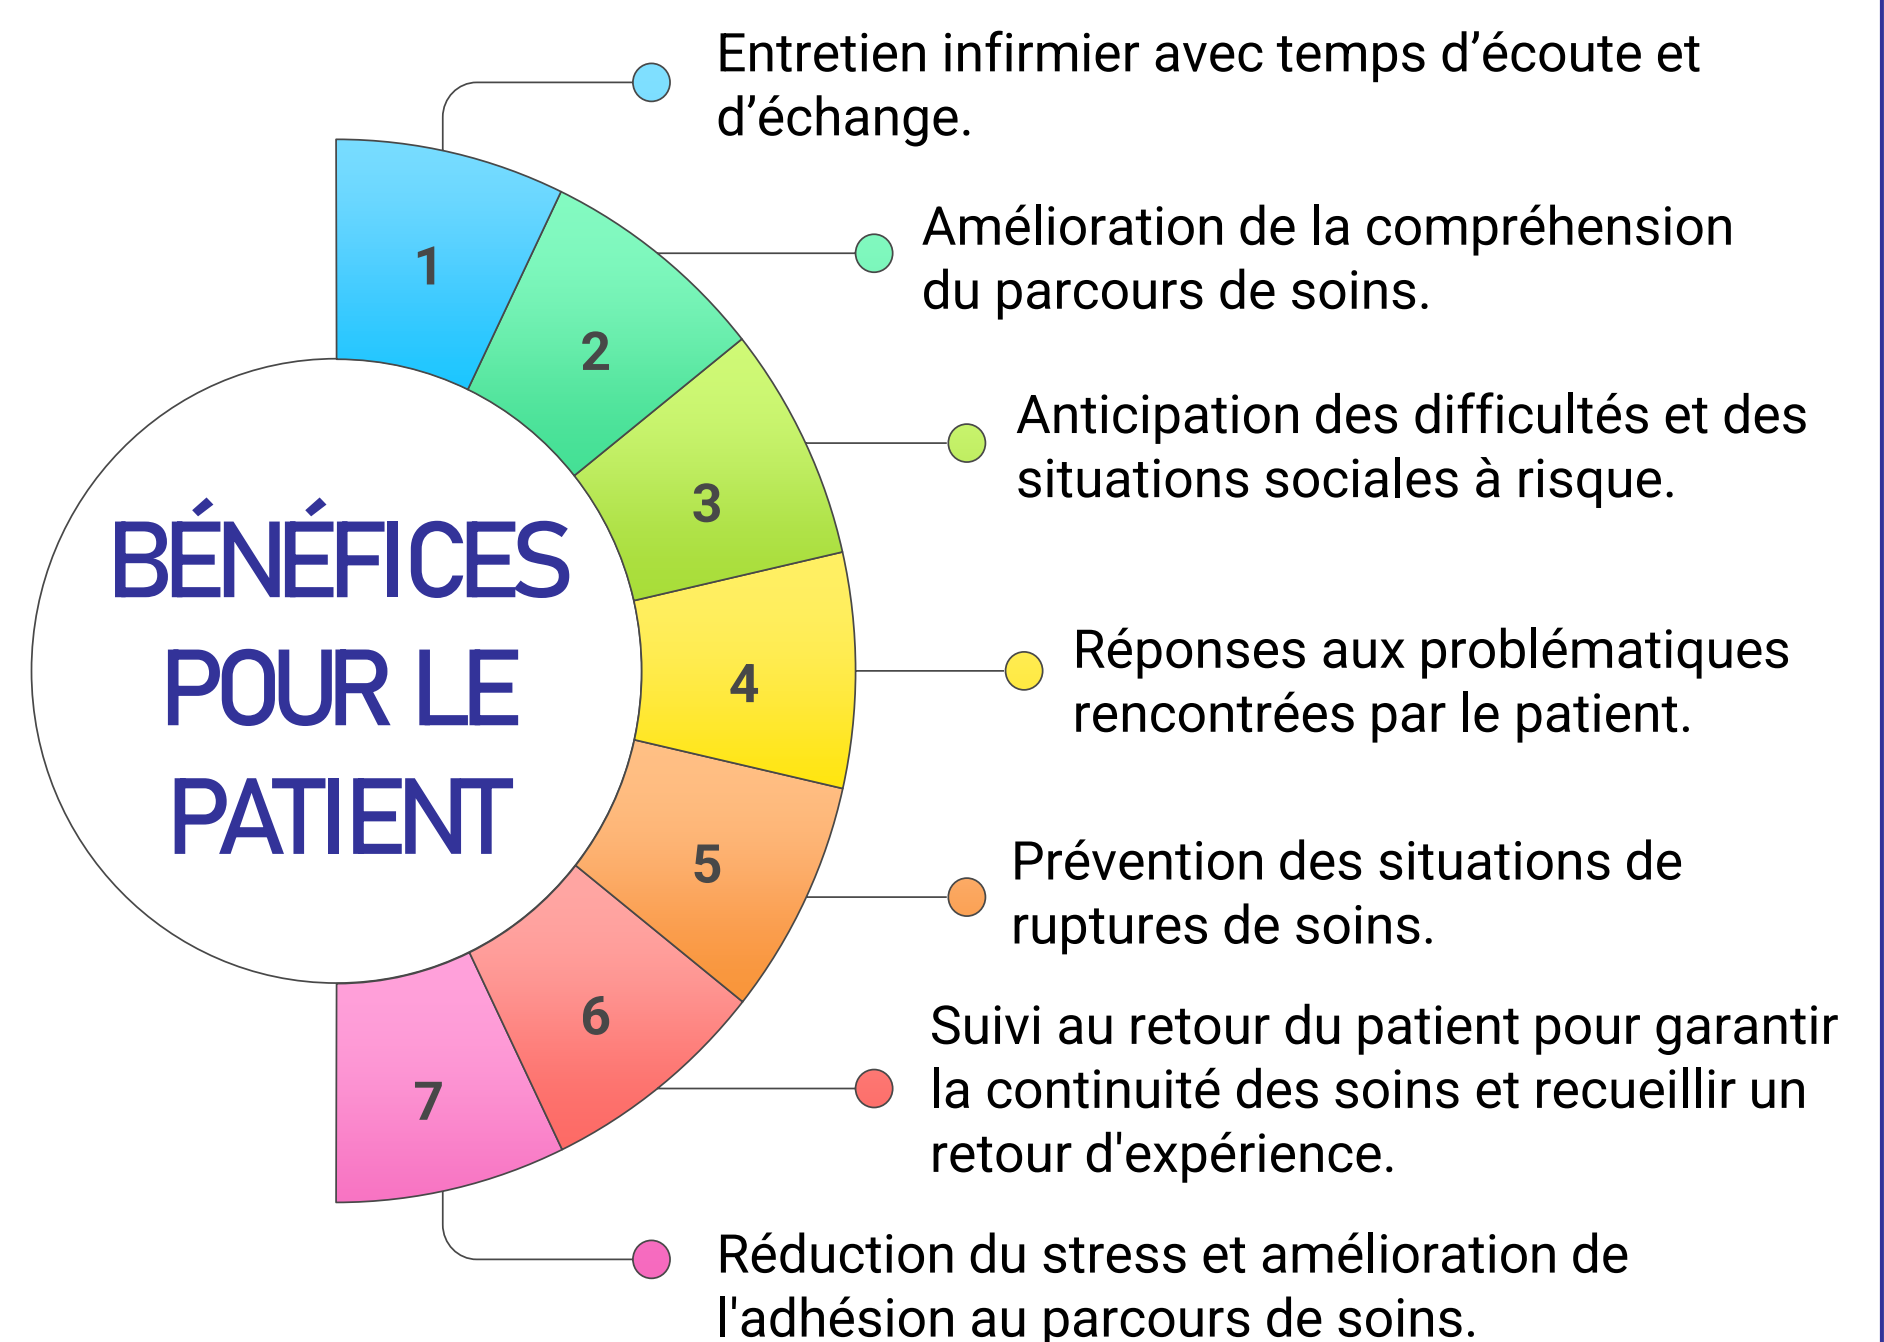 Entretien infirmier avec temps d’écoute et
d’échange.
1
Amélioration de la compréhension
du parcours de soins.
2
Anticipation des difficultés et des
situations sociales à risque.
3
BÉNÉFICES
POUR LE
PATIENT
Réponses aux problématiques
rencontrées par le patient.
4
Prévention des situations de
ruptures de soins.
5
Suivi au retour du patient pour garantir
la continuité des soins et recueillir un
retour d'expérience.
6
Réduction du stress et amélioration de
l'adhésion au parcours de soins.
7